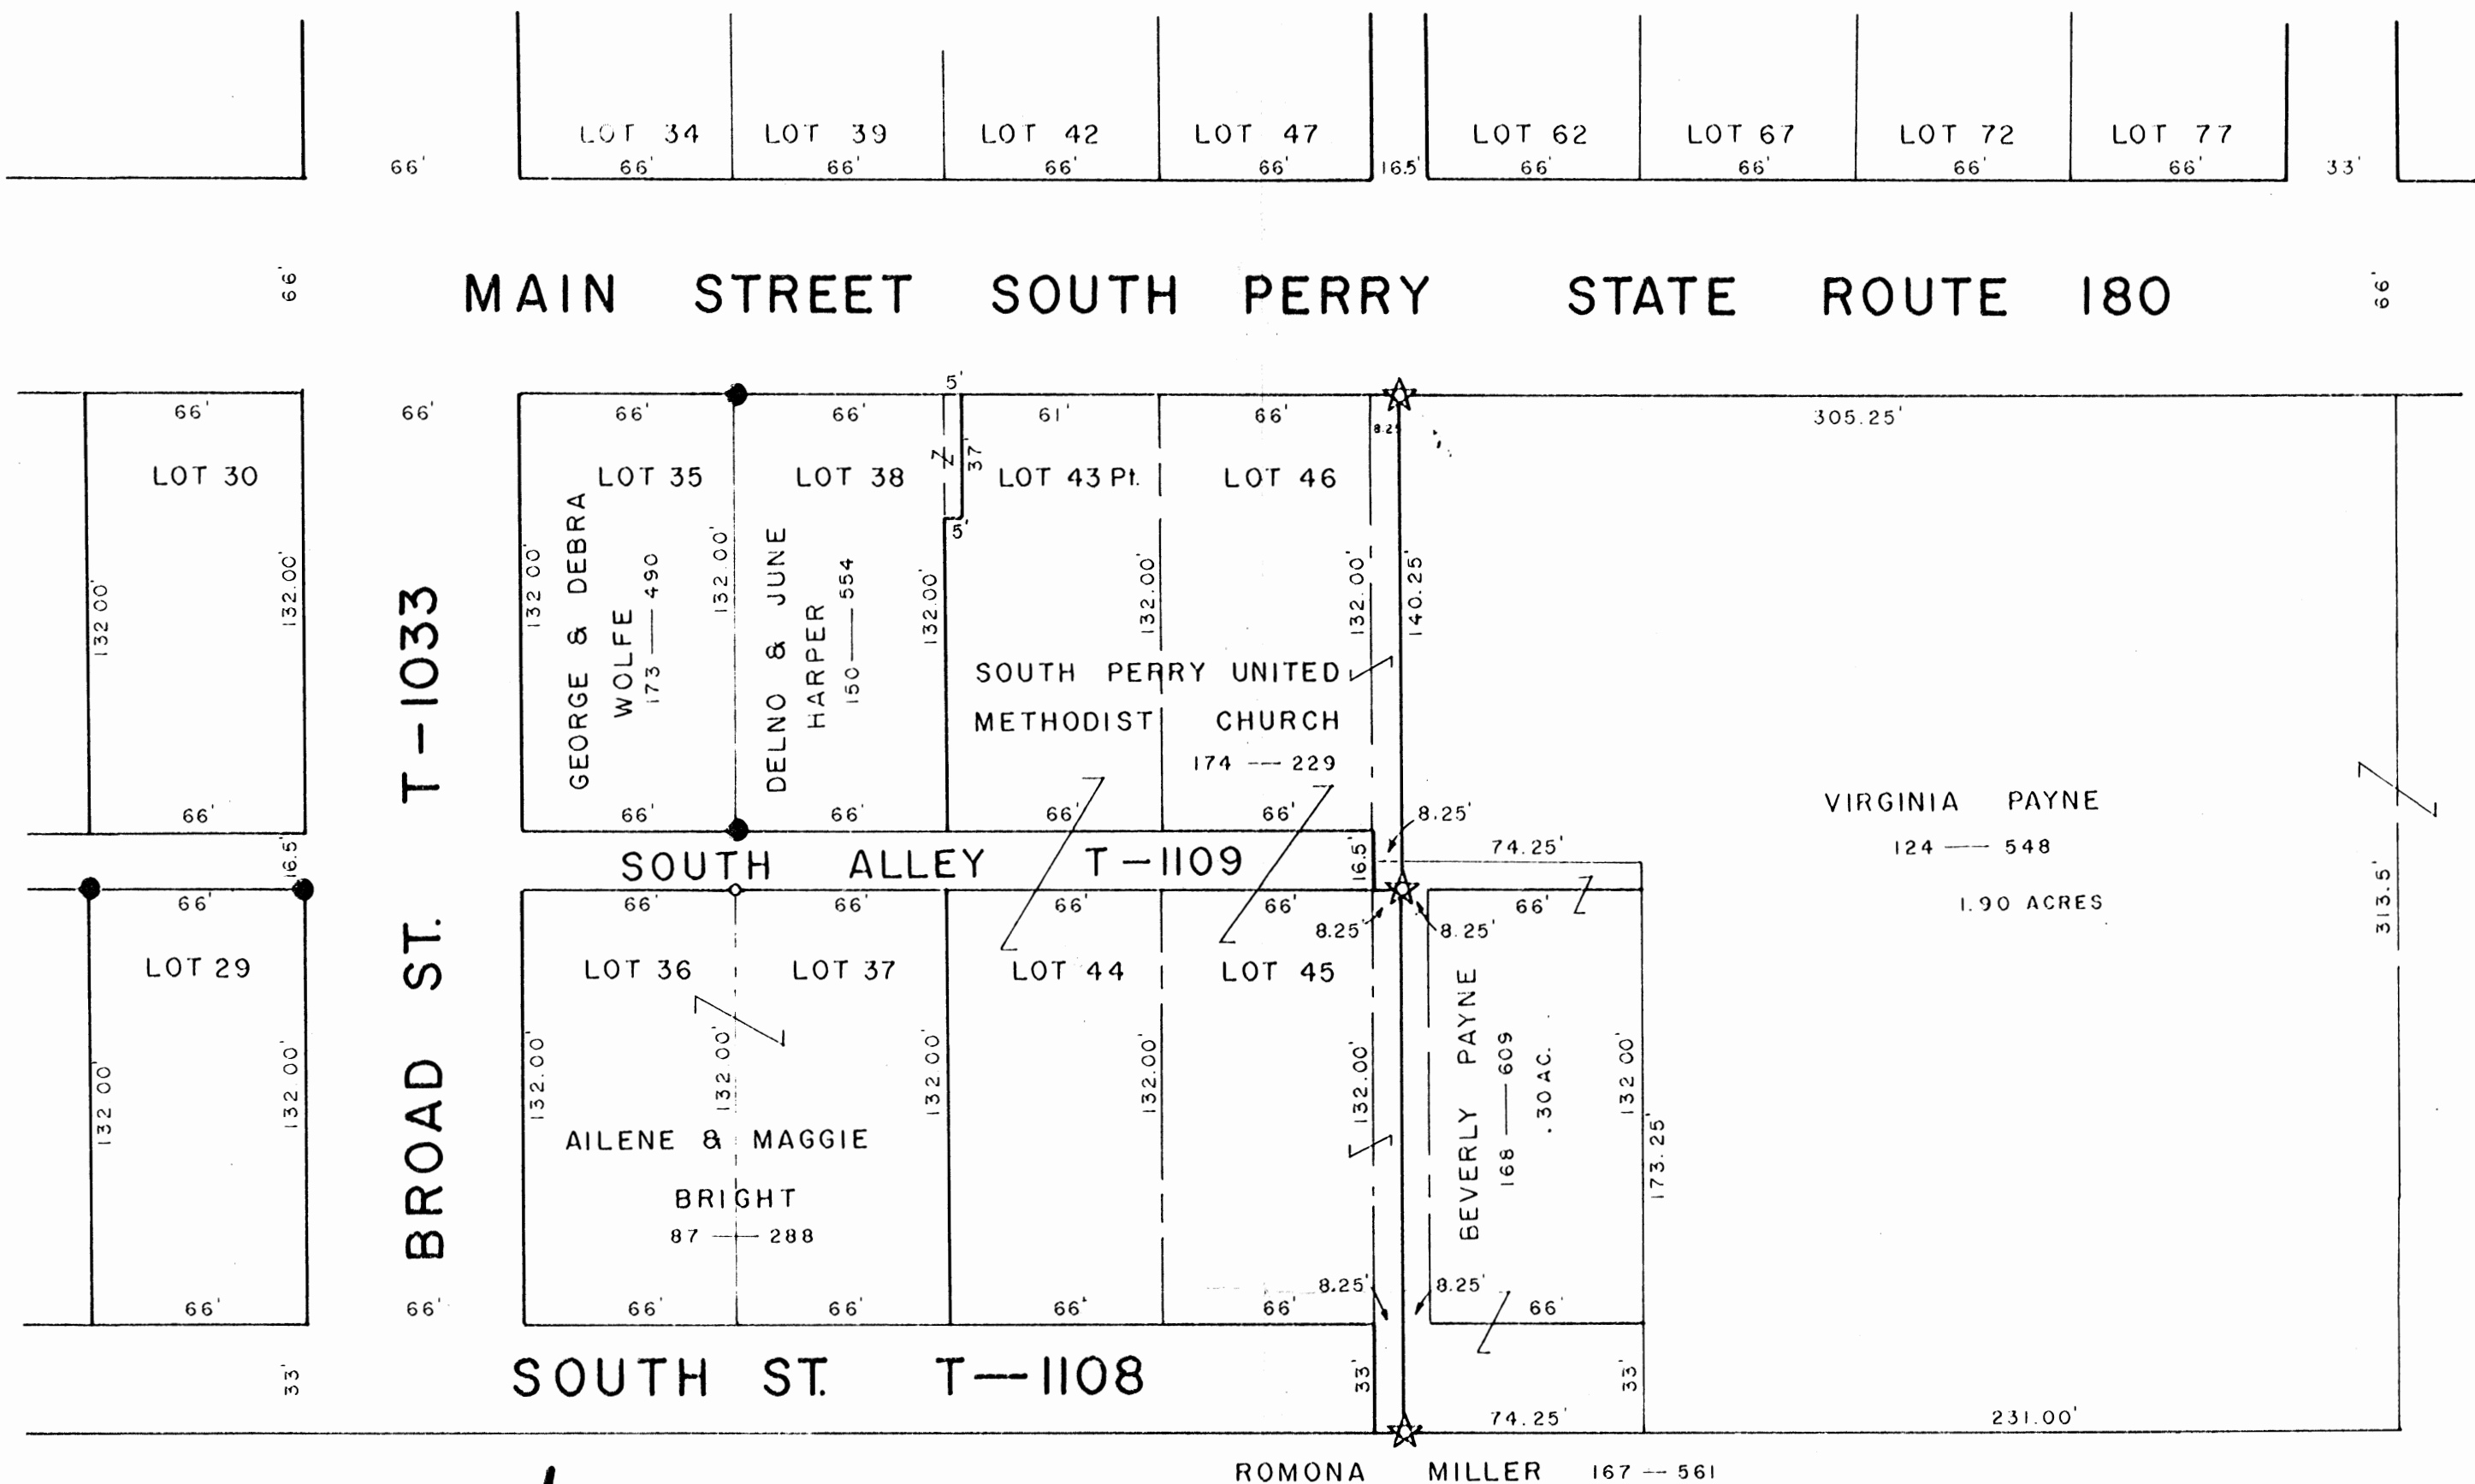 LOT 34 LOT 39 LOT 42 LOT 47 LOT 62 LOT 67 LOT 72 LOT 77
66' 66' 66' 66' 66' 16.5' 66' 66' 66' 66' 33'
66' MAIN STREET SOUTH PERRY STATE ROUTE 180 66'
5'
66' 66' 66' 66' 61' 66' 305.25'
8.25
37'
LOT 30 LOT 35 LOT 38 LOT 43 Pt. LOT 46
5'
132.00' 132.00' 132.00' 132.00' 132.00' 132.00' 132.00' 140.25'
GEORGE & DEBRA
WOLFE
173 — 490
DELNO & JUNE
HARPER
150 — 554
SOUTH PERRY UNITED
METHODIST CHURCH
174 — 229
BROAD ST. T-1033
VIRGINIA PAYNE
124 — 548
1.90 ACRES
313.5'
66' 66' 66' 66' 66' 8.25'
16.5' SOUTH ALLEY T-1109 16.5' 74.25'
66' 66' 66' 66' 66' 66'
8.25' 8.25'
LOT 29 LOT 36 LOT 37 LOT 44 LOT 45
132.00' 132.00' 132.00' 132.00' 132.00' 132.00' 132.00' 132.00'
173.25'
AILENE & MAGGIE
BRIGHT
87 — 288
BEVERLY PAYNE
168 — 609
.30 AC.
8.25' 8.25'
66' 66' 66' 66' 66' 66' 66'
33' SOUTH ST. T-1108 33' 33'
74.25' 231.00'
ROMONA MILLER 167 — 561